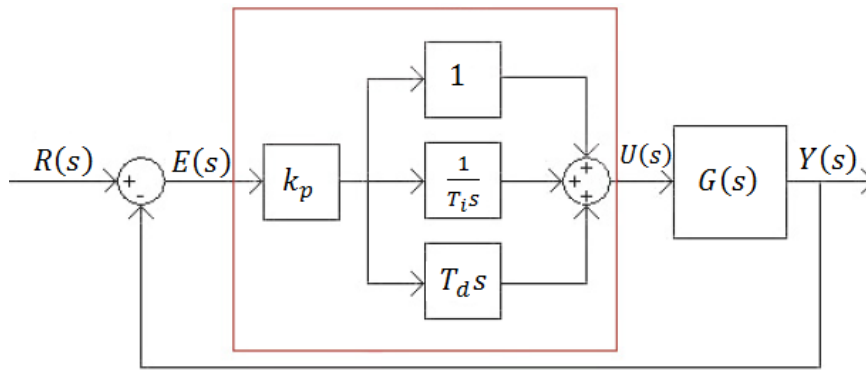 1
R(s)
+
-
E(s)
k_p
1/(T_i s)
+
+
+
U(s)
G(s)
Y(s)
T_d s